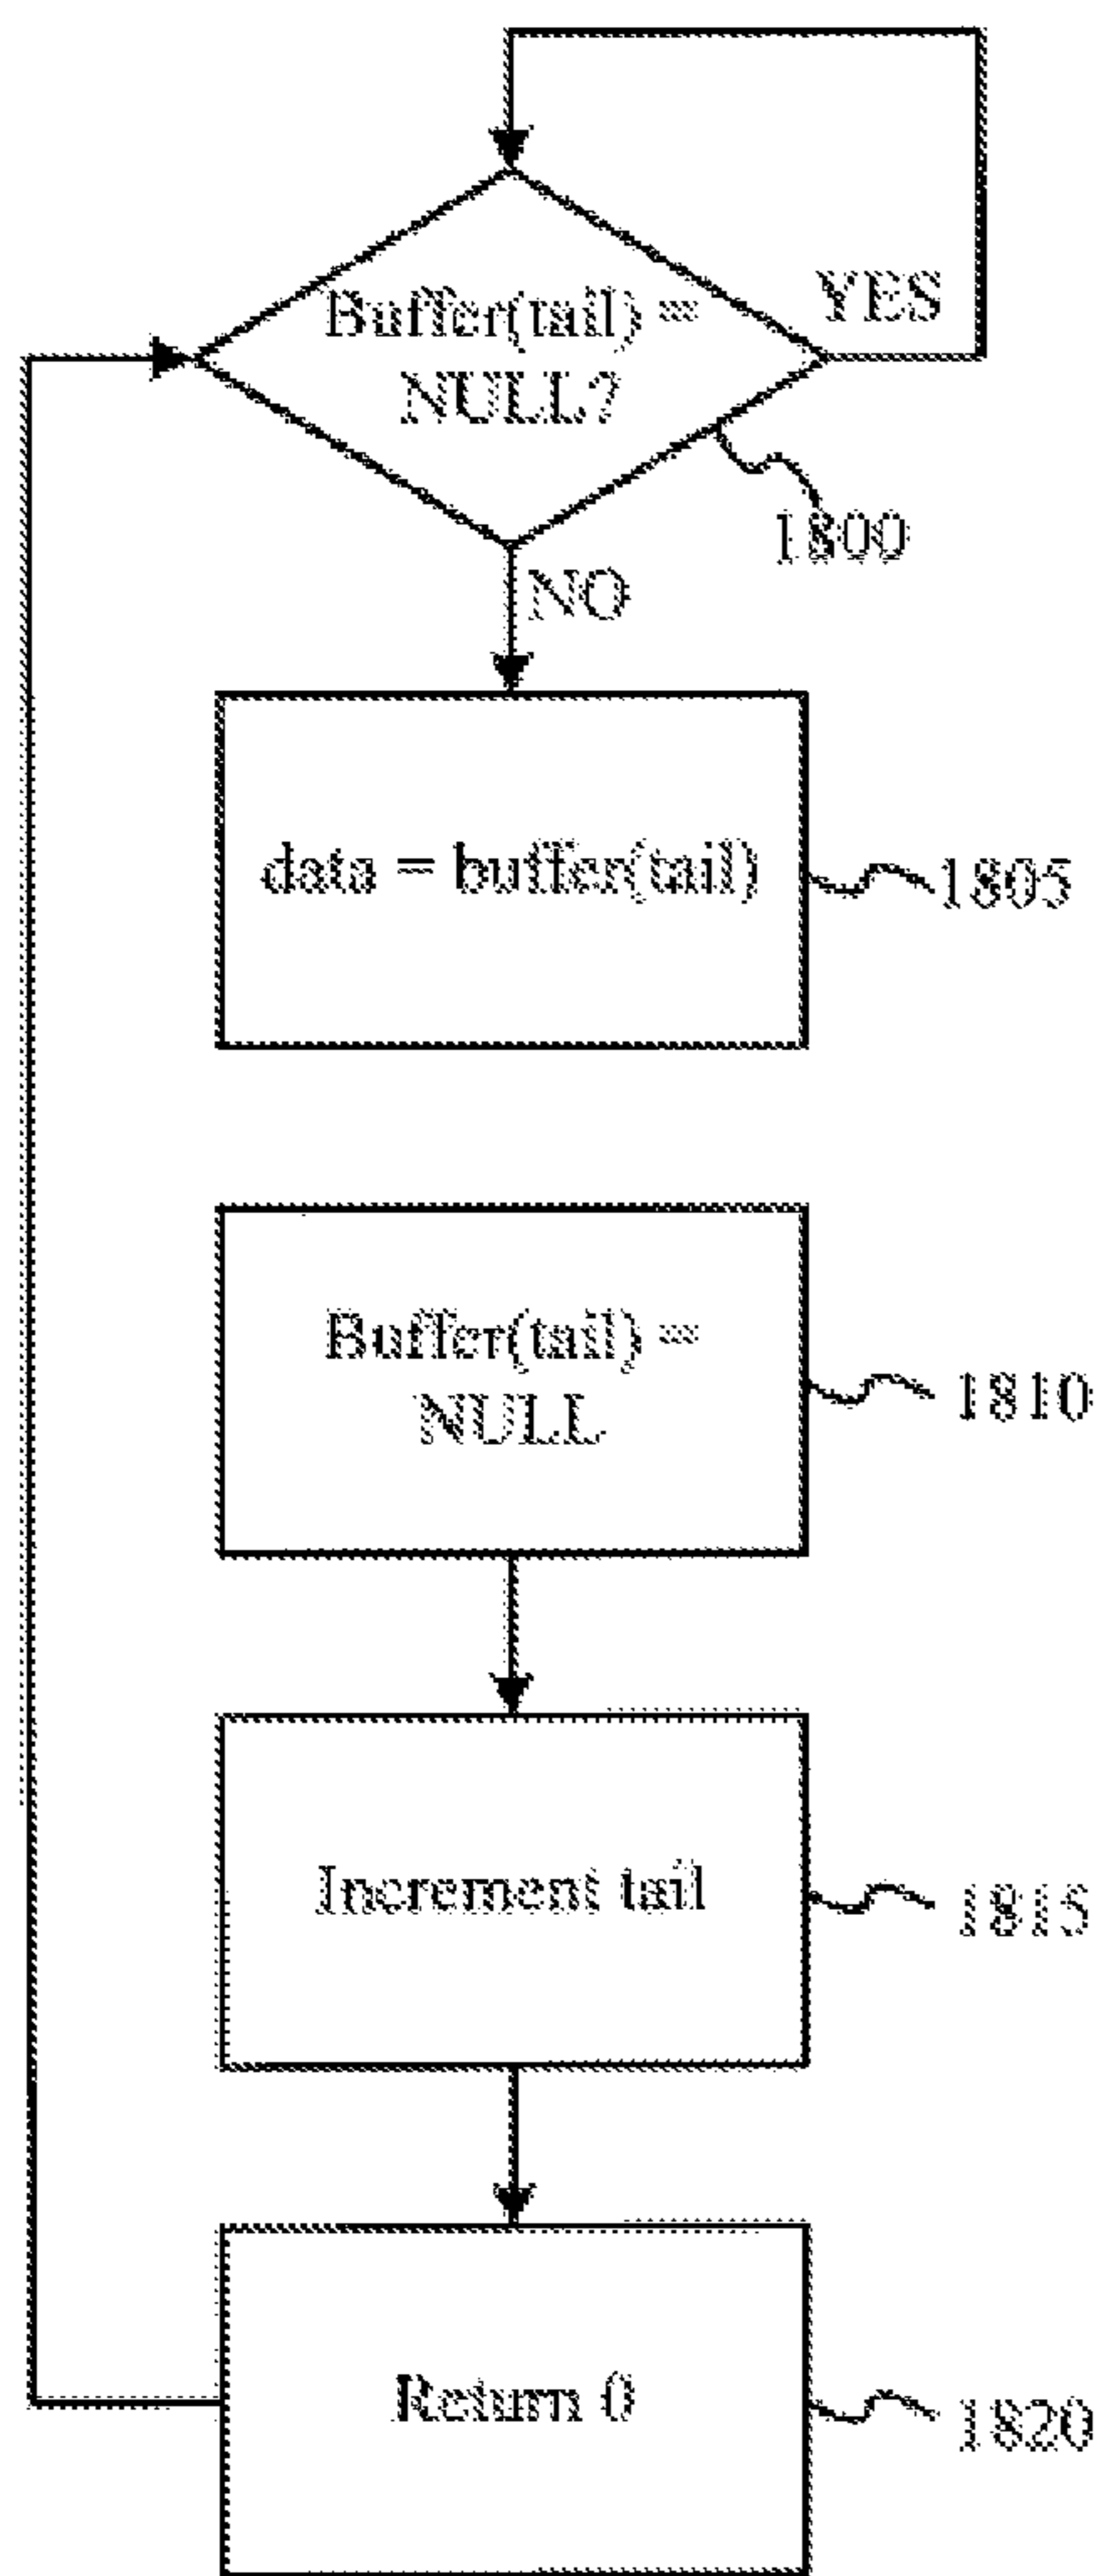 Buffer(tail) =
NULL?
YES
1800
NO
data = buffer(tail)
1805
Buffer(tail) =
NULL
1810
Increment tail
1815
Return 0
1820